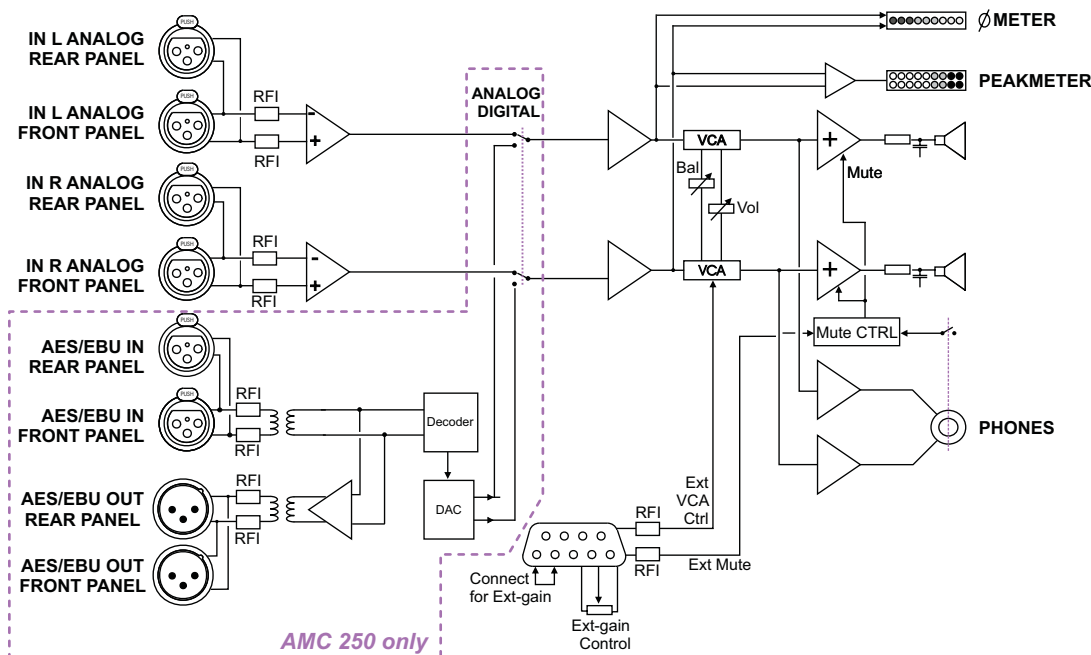 PUSH
IN L ANALOG
REAR PANEL
PUSH
IN L ANALOG
FRONT PANEL
RFI
-
+
RFI
PUSH
IN R ANALOG
REAR PANEL
PUSH
IN R ANALOG
FRONT PANEL
RFI
-
+
RFI
ANALOG
DIGITAL
Ø METER
PEAKMETER
VCA
Bal
Vol
VCA
+
Mute
+
Mute CTRL
PHONES
PUSH
AES/EBU IN
REAR PANEL
PUSH
AES/EBU IN
FRONT PANEL
RFI
RFI
Decoder
DAC
AES/EBU OUT
REAR PANEL
RFI
RFI
AES/EBU OUT
FRONT PANEL
Ext
VCA
Ctrl
RFI
RFI
Ext Mute
Connect
for Ext-gain
Ext-gain
Control
AMC 250 only